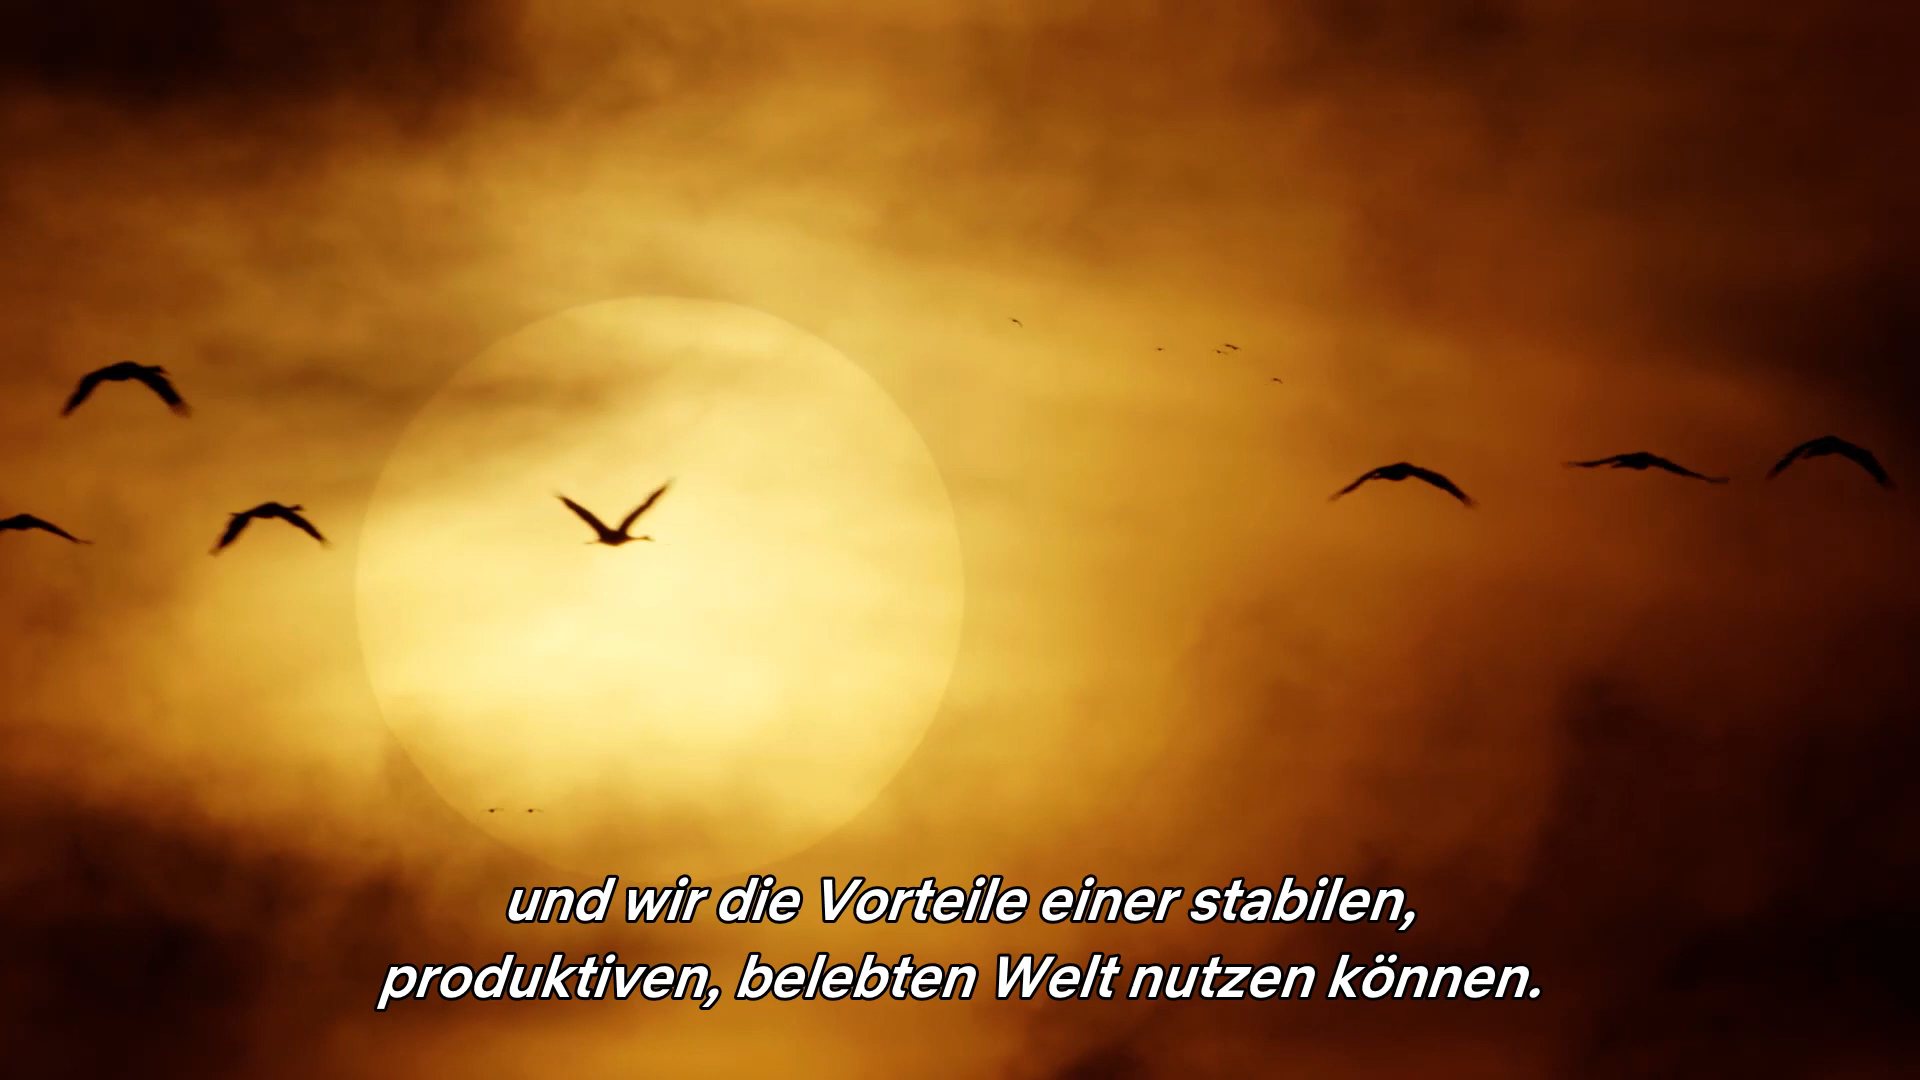 und wir die Vorteile einer stabilen,
produktiven, belebten Welt nutzen können.